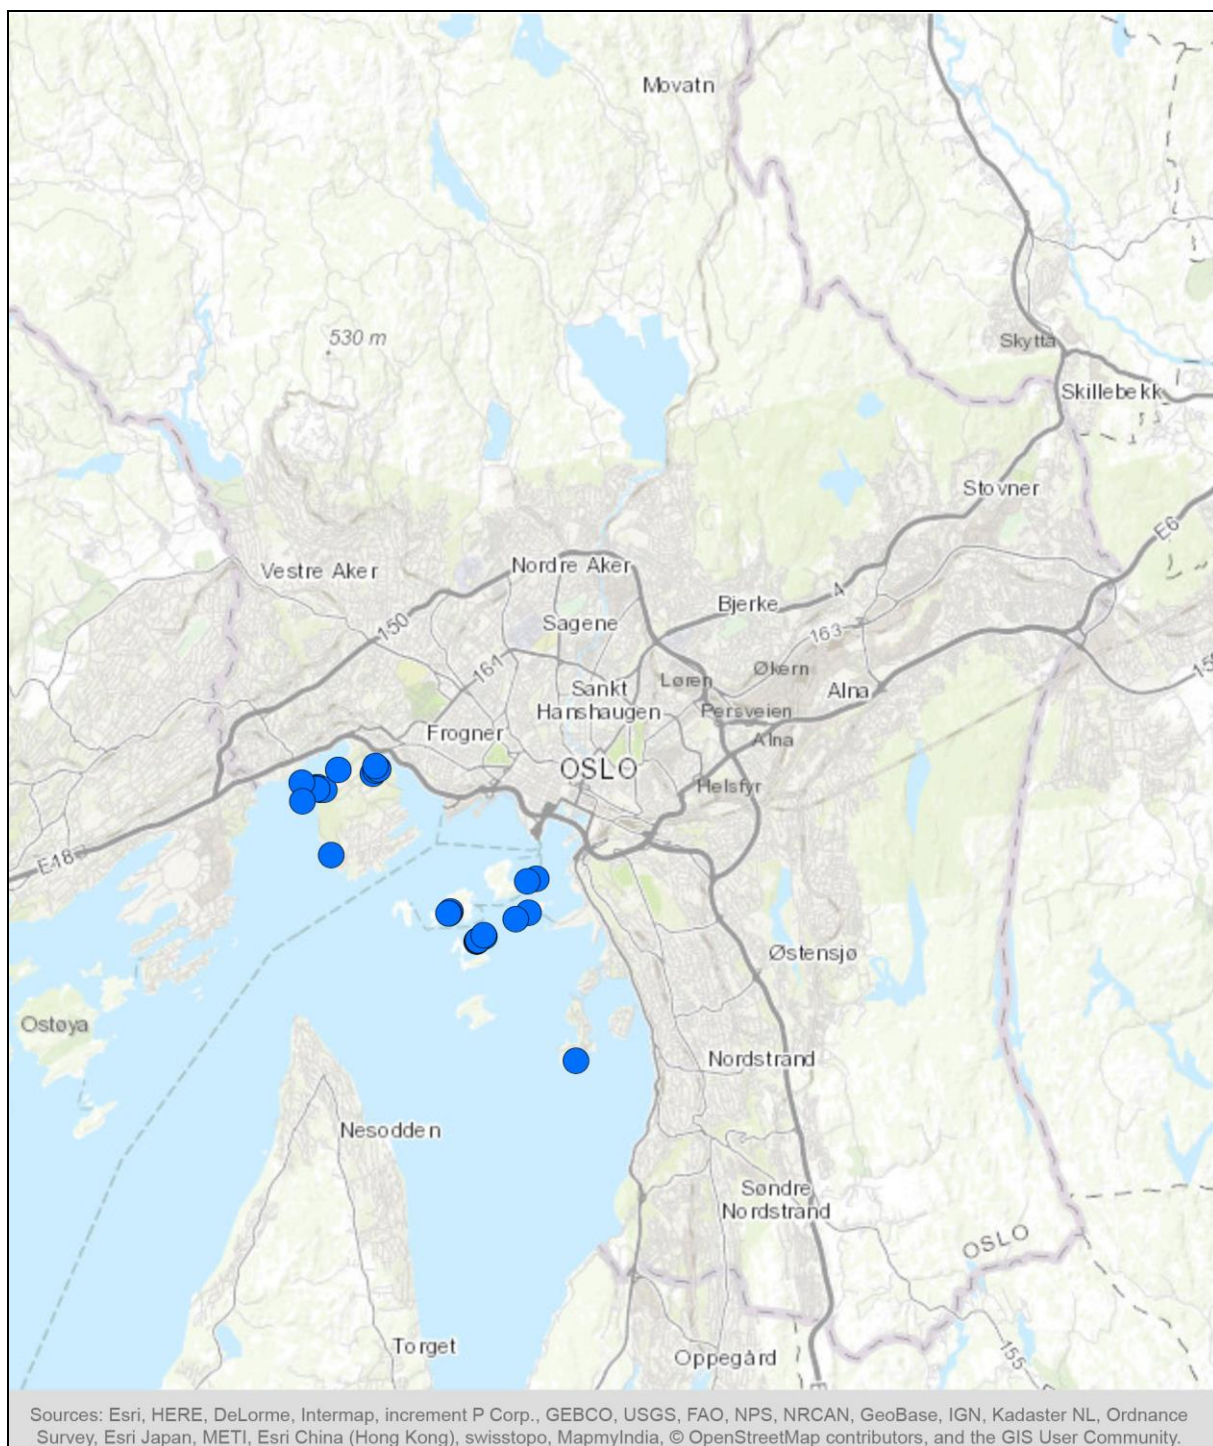 Movatn
530 m
Skytta
Skillebekk
Stovner
E6
Vestre Aker
Nordre Aker
Bjerke
4
150
Sagene
163
161
Økern
Løren
Sankt
Hanshaugen
Alna
Persveien
Frogner
Alna
OSLO
Helsfyr
E18
Østensjø
Ostøya
Nordstrand
Nesodden
Søndre
Nordstrand
OSLO
Torget
Oppegård
155
Sources: Esri, HERE, DeLorme, Intermap, increment P Corp., GEBCO, USGS, FAO, NPS, NRCAN, GeoBase, IGN, Kadaster NL, Ordnance
Survey, Esri Japan, METI, Esri China (Hong Kong), swisstopo, MapmyIndia, © OpenStreetMap contributors, and the GIS User Community.